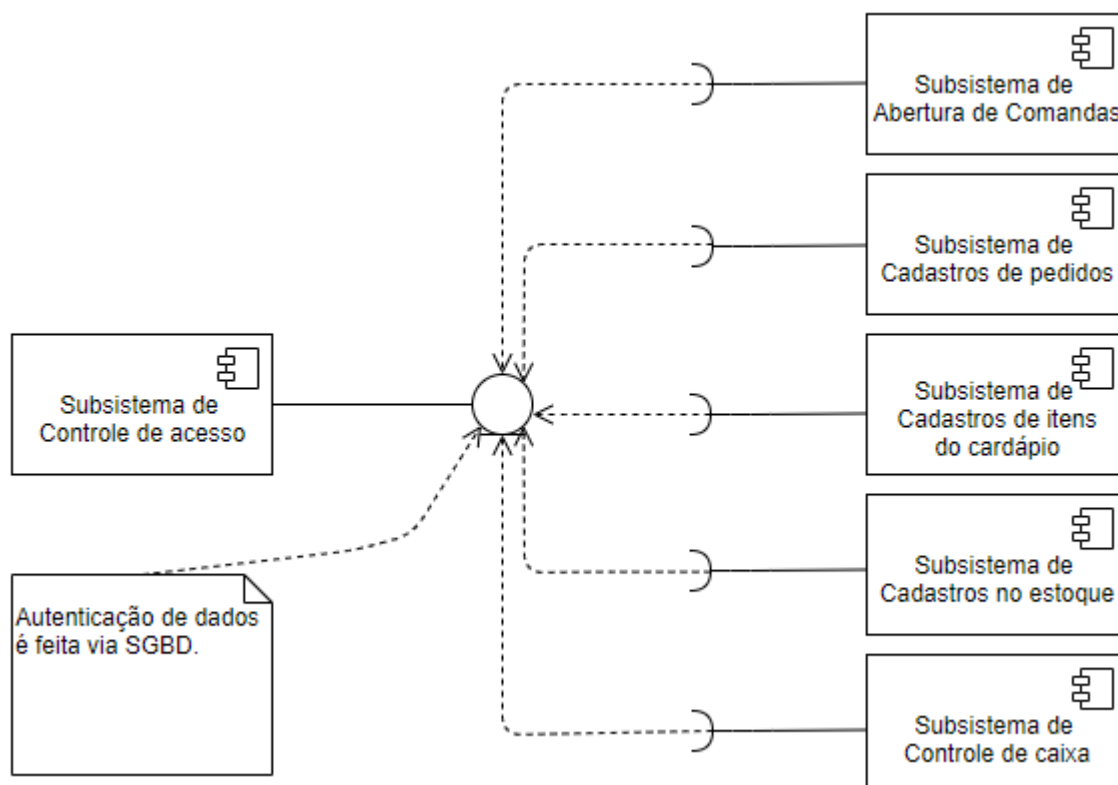 Subsistema de
Abertura de Comandas
Subsistema de
Cadastros de pedidos
Subsistema de
Controle de acesso
Subsistema de
Cadastros de itens
do cardápio
Subsistema de
Cadastros no estoque
Autenticação de dados
é feita via SGBD.
Subsistema de
Controle de caixa